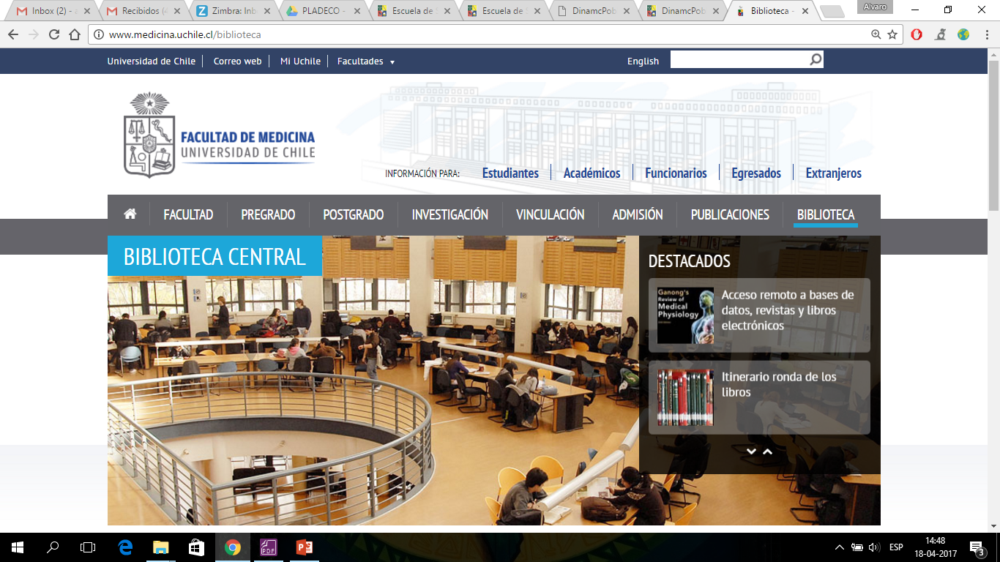 Inbox (2) - a
Recibidos (4
Zimbra: Inb
PLADECO -
Escuela de
Escuela de
DinamcPob
DinamcPob
Biblioteca -
Alvaro
www.medicina.uchile.cl/biblioteca
Universidad de Chile
Correo web
Mi Uchile
Facultades
English
FACULTAD DE MEDICINA
UNIVERSIDAD DE CHILE
INFORMACIÓN PARA:
Estudiantes
Académicos
Funcionarios
Egresados
Extranjeros
FACULTAD
PREGRADO
POSTGRADO
INVESTIGACIÓN
VINCULACIÓN
ADMISIÓN
PUBLICACIONES
BIBLIOTECA
BIBLIOTECA CENTRAL
DESTACADOS
Ganong's
Review of
Medical
Physiology
Acceso remoto a bases de
datos, revistas y libros
electrónicos
Itinerario ronda de los
libros
PDF
ESP
14:48
18-04-2017
3